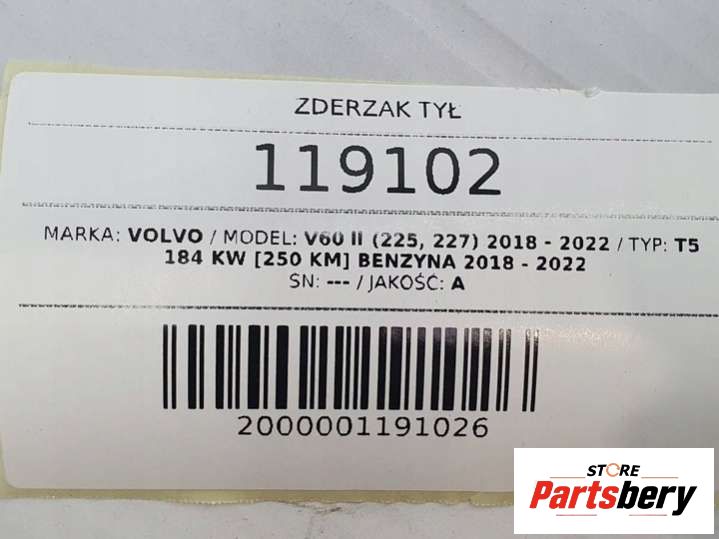 ZDERZAK TYŁ
119102
MARKA: VOLVO / MODEL: V60 II (225, 227) 2018 - 2022 / TYP: T5
184 KW [250 KM] BENZYNA 2018 - 2022
SN: --- / JAKOŚĆ: A
2000001191026
STORE
Partsbery